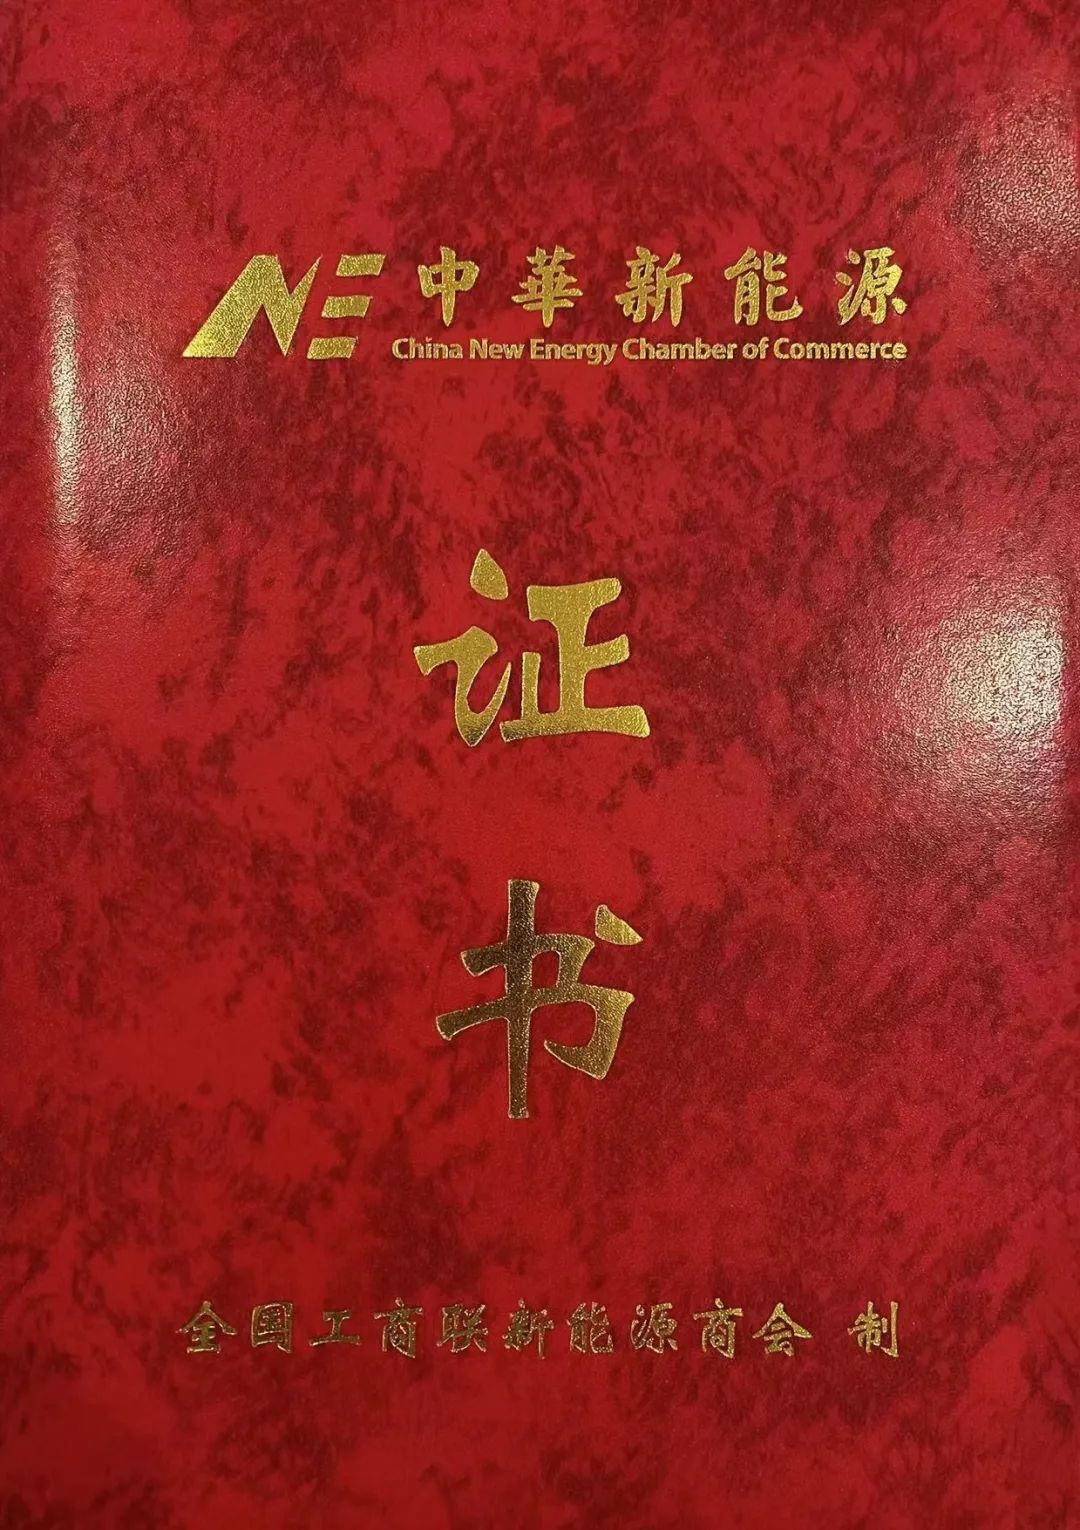 NE 中華新能源
China New Energy Chamber of Commerce
证
书
全国工商联新能源商会 制